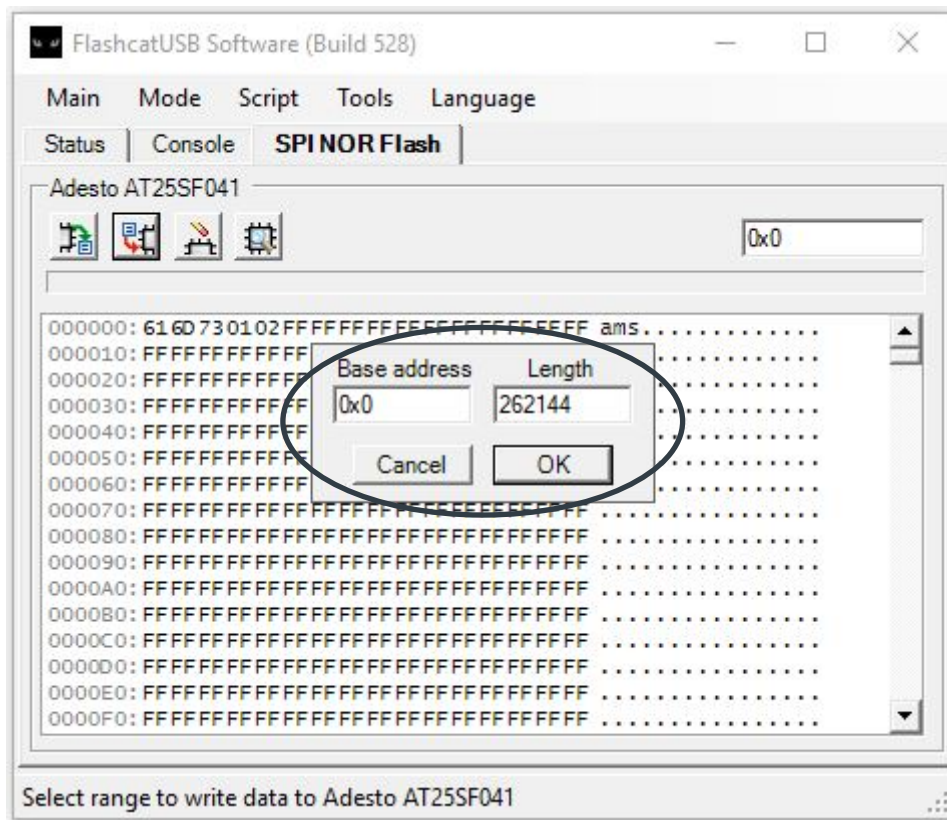 FlashcatUSB Software (Build 528)
Main Mode Script Tools Language
Status Console SPI NOR Flash
Adesto AT25SF041
0x0
000000: 616D730102FFFFFFFFFFFFFFFFFFFFFF ams.............
000010: FFFFFFFFFFFF
Base address Length
000020: FFFFFFFFFFFF
000030: FFFFFFFFFFFF 0x0 262144
000040: FFFFFFFFFFFF
000050: FFFFFFFFFFFF Cancel OK
000060: FFFFFFFFFFFF
000070: FFFFFFFFFFFFFFFFFFFFFFFFFFFFFFFF ................
000080: FFFFFFFFFFFFFFFFFFFFFFFFFFFFFFFF ................
000090: FFFFFFFFFFFFFFFFFFFFFFFFFFFFFFFF ................
0000A0: FFFFFFFFFFFFFFFFFFFFFFFFFFFFFFFF ................
0000B0: FFFFFFFFFFFFFFFFFFFFFFFFFFFFFFFF ................
0000C0: FFFFFFFFFFFFFFFFFFFFFFFFFFFFFFFF ................
0000D0: FFFFFFFFFFFFFFFFFFFFFFFFFFFFFFFF ................
0000E0: FFFFFFFFFFFFFFFFFFFFFFFFFFFFFFFF ................
0000F0: FFFFFFFFFFFFFFFFFFFFFFFFFFFFFFFF ................
Select range to write data to Adesto AT25SF041